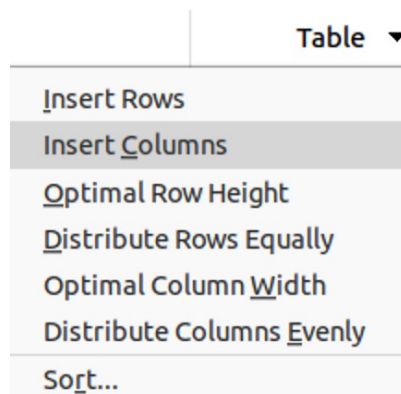 Table
Insert Rows
Insert Columns
Optimal Row Height
Distribute Rows Equally
Optimal Column Width
Distribute Columns Evenly
Sort...